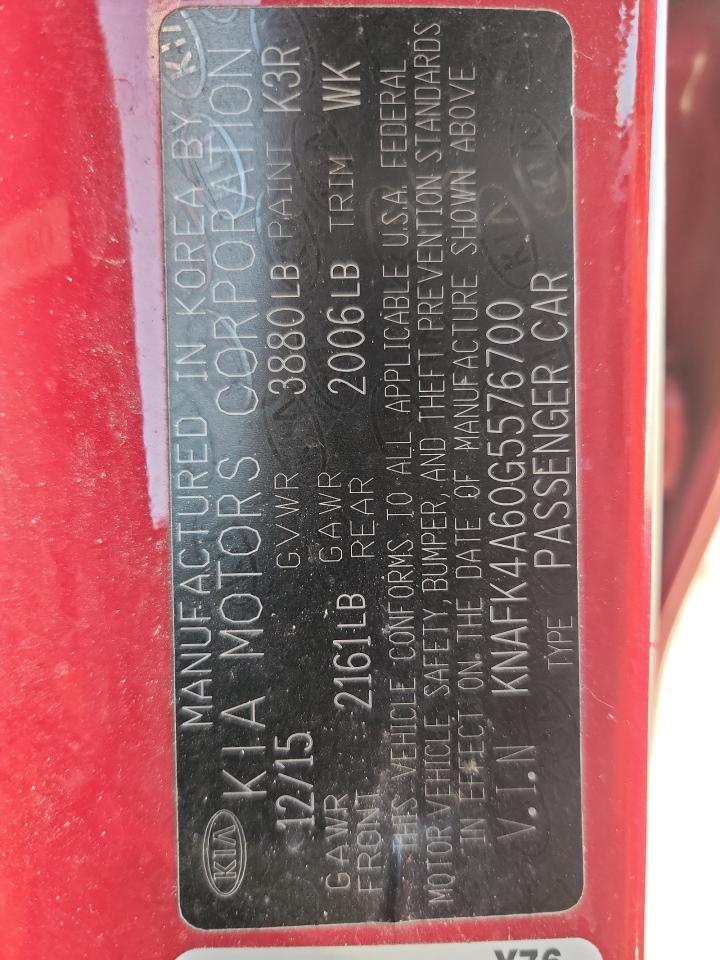 MANUFACTURED IN KOREA BY KIA
KIA KIA MOTORS CORPORATION
12/15 GVWR 3880LB PAINT K3R
GAWR FRONT 2161LB GAWR REAR 2006LB TRIM WK
THIS VEHICLE CONFORMS TO ALL APPLICABLE U.S.A. FEDERAL
MOTOR VEHICLE SAFETY, BUMPER, AND THEFT PREVENTION STANDARDS
IN EFFECT ON THE DATE OF MANUFACTURE SHOWN ABOVE
V.I.N KNAFK4A60G5576700
TYPE PASSENGER CAR